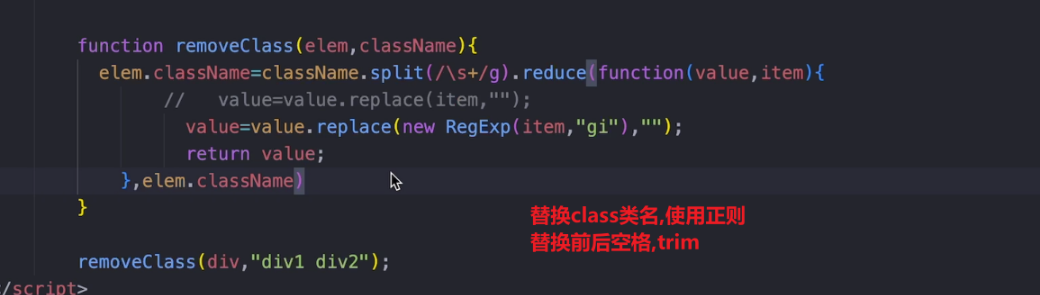 function removeClass(elem,className){
elem.className=className.split(/\s+/g).reduce(function(value,item){
//   value=value.replace(item,"");
value=value.replace(new RegExp(item,"gi"),"");
return value;
},elem.className)
}
替换class类名,使用正则
替换前后空格,trim
removeClass(div,"div1 div2");
</script>